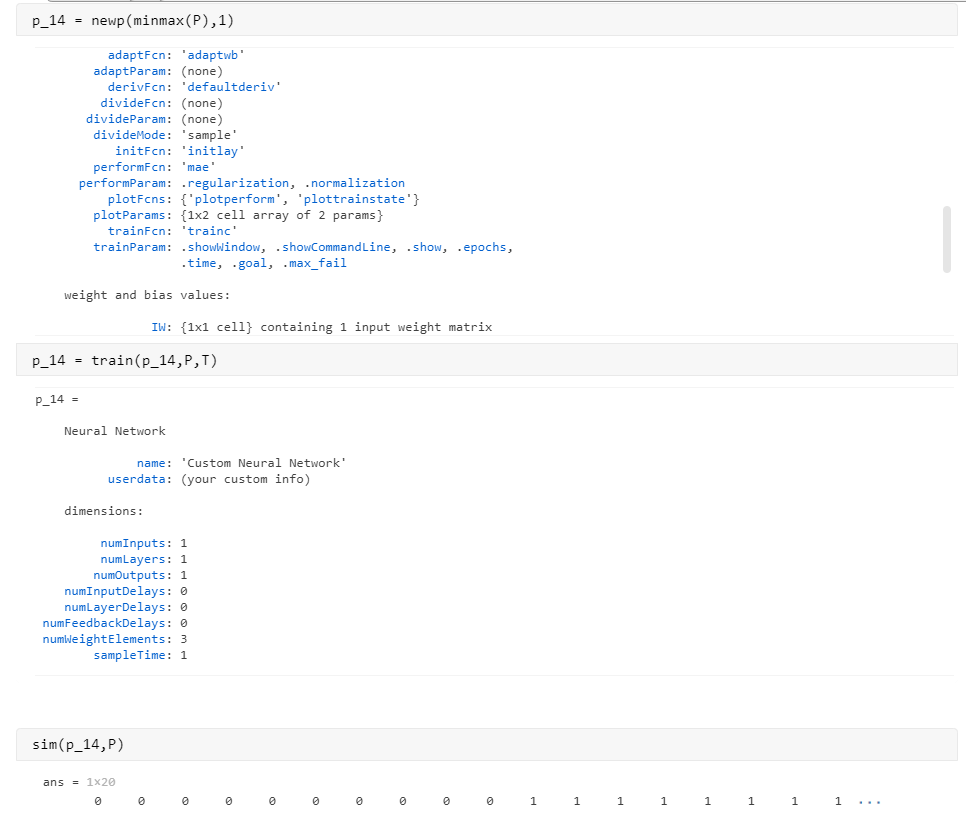 p_14 = newp(minmax(P),1)
adaptFcn: 'adaptwb'
adaptParam: (none)
derivFcn: 'defaultderiv'
divideFcn: (none)
divideParam: (none)
divideMode: 'sample'
initFcn: 'initlay'
performFcn: 'mae'
performParam: .regularization, .normalization
plotFcns: {'plotperform', 'plottrainstate'}
plotParams: {1x2 cell array of 2 params}
trainFcn: 'trainc'
trainParam: .showWindow, .showCommandLine, .show, .epochs,
.time, .goal, .max_fail
weight and bias values:
IW: {1x1 cell} containing 1 input weight matrix
p_14 = train(p_14,P,T)
p_14 =
Neural Network
name: 'Custom Neural Network'
userdata: (your custom info)
dimensions:
numInputs: 1
numLayers: 1
numOutputs: 1
numInputDelays: 0
numLayerDelays: 0
numFeedbackDelays: 0
numWeightElements: 3
sampleTime: 1
sim(p_14,P)
ans = 1×20
0 0 0 0 0 0 0 0 0 0 1 1 1 1 1 1 1 1 ...